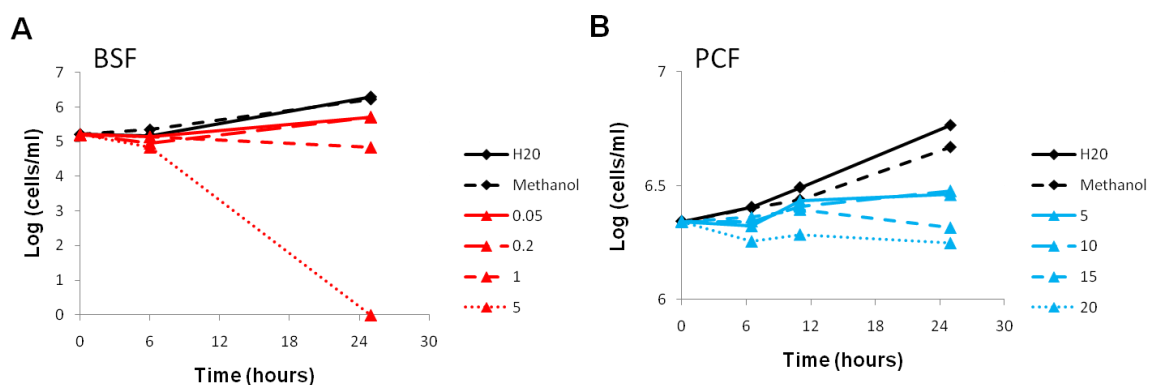 A
BSF
Log (cells/ml)
7
6
5
4
3
2
1
0
0
6
12
18
24
30
Time (hours)
H20
Methanol
0.05
0.2
1
5
B
PCF
Log (cells/ml)
7
6.5
6
0
6
12
18
24
30
Time (hours)
H20
Methanol
5
10
15
20